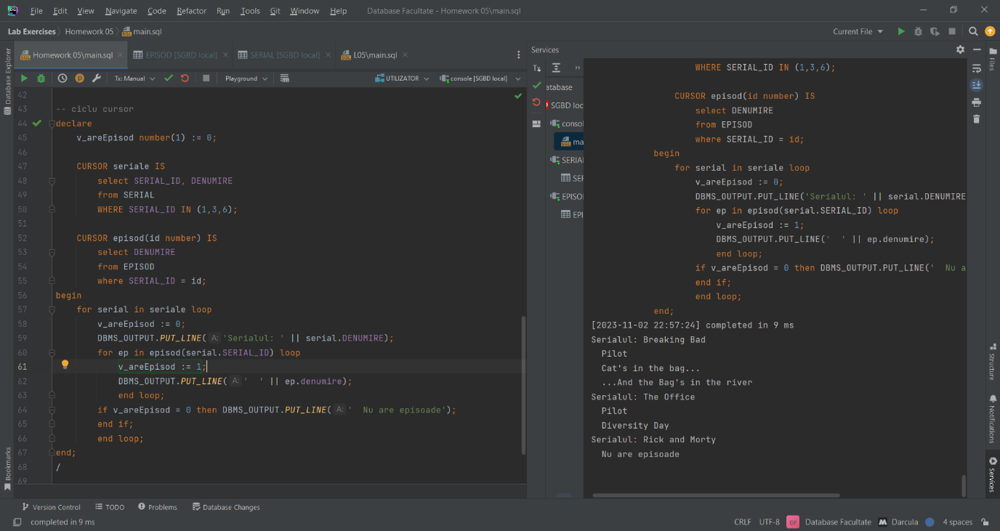 File Edit View Navigate Code Refactor Run Tools Git Window Help Database Facultate - Homework 05\main.sql
Lab Exercises Homework 05 main.sql Current File
Homework 05\main.sql EPISOD [SGBD local] SERIAL [SGBD local] L05\main.sql
Tx: Manual Playground UTILIZATOR console [SGBD local]
Database Explorer
Bookmarks
42
43 -- ciclu cursor
44 declare
45 v_areEpisod number(1) := 0;
46
47 CURSOR seriale IS
48 select SERIAL_ID, DENUMIRE
49 from SERIAL
50 WHERE SERIAL_ID IN (1,3,6);
51
52 CURSOR episod(id number) IS
53 select DENUMIRE
54 from EPISOD
55 where SERIAL_ID = id;
56 begin
57 for serial in seriale loop
58 v_areEpisod := 0;
59 DBMS_OUTPUT.PUT_LINE( A: 'Serialul: ' || serial.DENUMIRE);
60 for ep in episod(serial.SERIAL_ID) loop
61 v_areEpisod := 1;
62 DBMS_OUTPUT.PUT_LINE( A: '  ' || ep.denumire);
63 end loop;
64 if v_areEpisod = 0 then DBMS_OUTPUT.PUT_LINE( A: '  Nu are episoade');
65 end if;
66 end loop;
67 end;
68 /
69
Services
Tx
atabase
SGBD loc
conso
ma
SERIAL
SEF
EPISO
EPI
WHERE SERIAL_ID IN (1,3,6);
CURSOR episod(id number) IS
select DENUMIRE
from EPISOD
where SERIAL_ID = id;
begin
for serial in seriale loop
v_areEpisod := 0;
DBMS_OUTPUT.PUT_LINE('Serialul: ' || serial.DENUMIRE
for ep in episod(serial.SERIAL_ID) loop
v_areEpisod := 1;
DBMS_OUTPUT.PUT_LINE('  ' || ep.denumire);
end loop;
if v_areEpisod = 0 then DBMS_OUTPUT.PUT_LINE('  Nu a
end if;
end loop;
end;
[2023-11-02 22:57:24] completed in 9 ms
Serialul: Breaking Bad
Pilot
Cat's in the bag...
...And the Bag's in the river
Serialul: The Office
Pilot
Diversity Day
Serialul: Rick and Morty
Nu are episoade
Files
Structure
Notifications
Services
Version Control TODO Problems Database Changes
completed in 9 ms CRLF UTF-8 DF Database Facultate Darcula 4 spaces